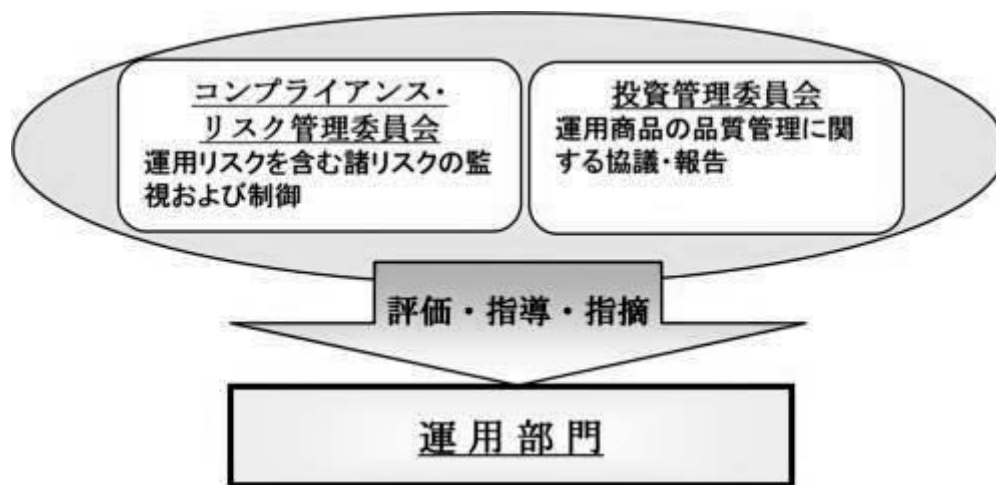 コンプライアンス・
リスク管理委員会
運用リスクを含む諸リスクの監
視および制御
投資管理委員会
運用商品の品質管理に関
する協議・報告
評価・指導・指摘
運用部門